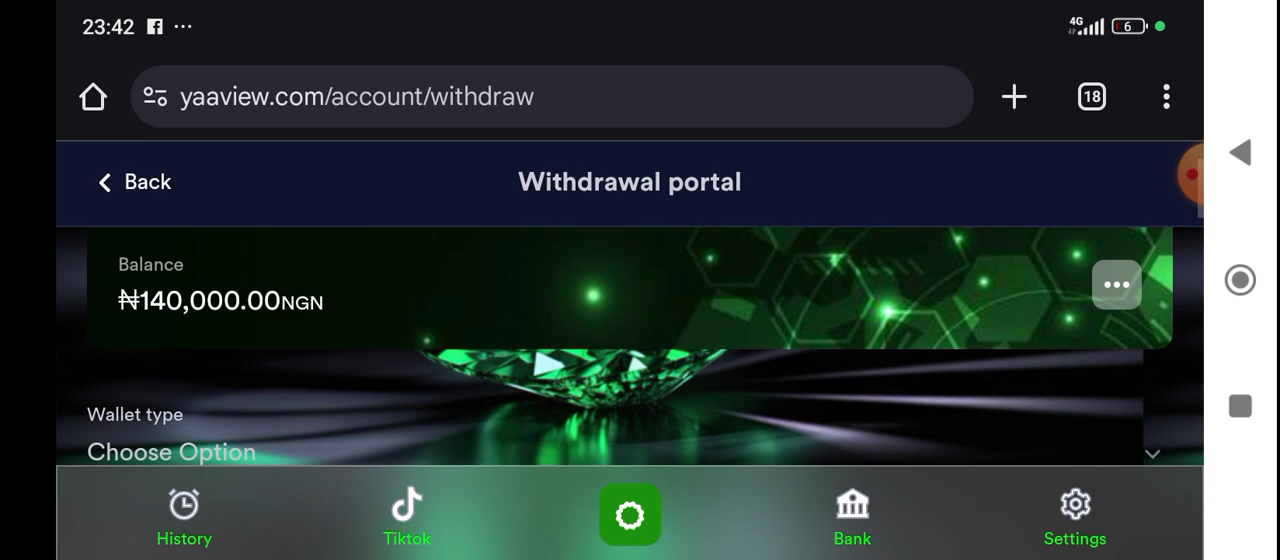 23:42
4G
6
yaaview.com/account/withdraw
18
Back
Withdrawal portal
Balance
₦140,000.00NGN
Wallet type
Choose Option
History
Tiktok
Bank
Settings